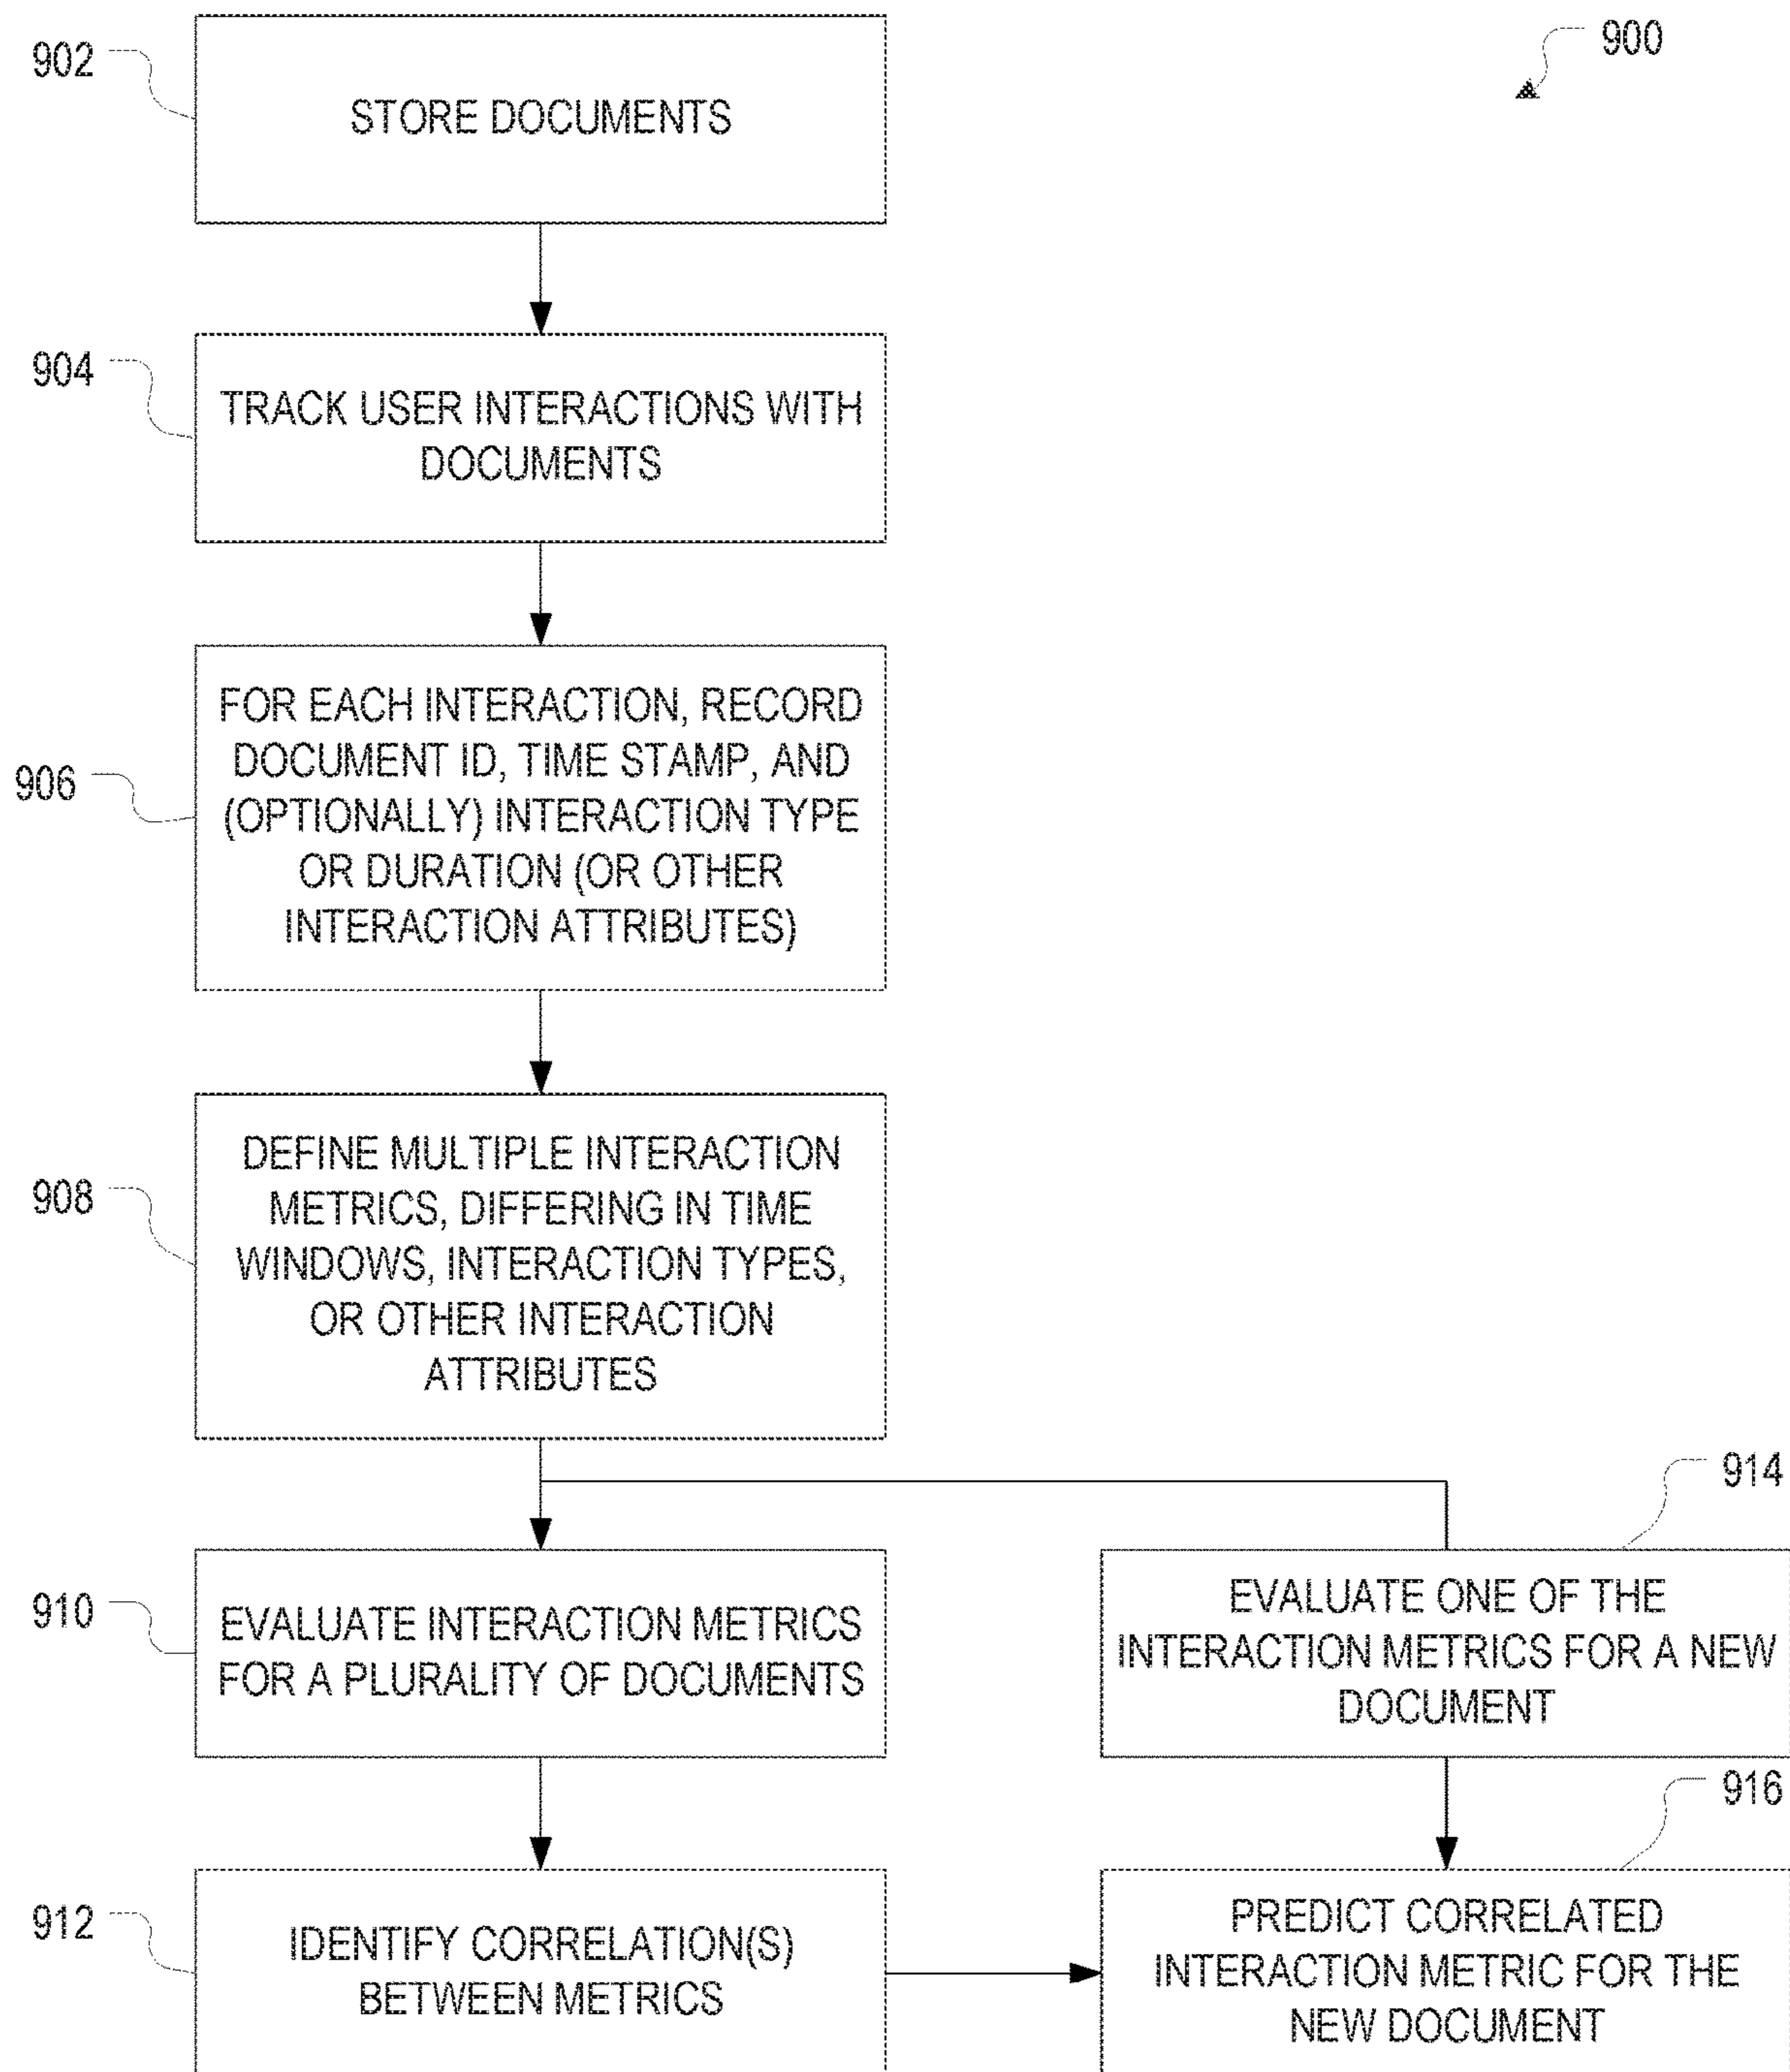 900
902
STORE DOCUMENTS
904
TRACK USER INTERACTIONS WITH
DOCUMENTS
906
FOR EACH INTERACTION, RECORD
DOCUMENT ID, TIME STAMP, AND
(OPTIONALLY) INTERACTION TYPE
OR DURATION (OR OTHER
INTERACTION ATTRIBUTES)
908
DEFINE MULTIPLE INTERACTION
METRICS, DIFFERING IN TIME
WINDOWS, INTERACTION TYPES,
OR OTHER INTERACTION
ATTRIBUTES
910
EVALUATE INTERACTION METRICS
FOR A PLURALITY OF DOCUMENTS
914
EVALUATE ONE OF THE
INTERACTION METRICS FOR A NEW
DOCUMENT
912
IDENTIFY CORRELATION(S)
BETWEEN METRICS
916
PREDICT CORRELATED
INTERACTION METRIC FOR THE
NEW DOCUMENT